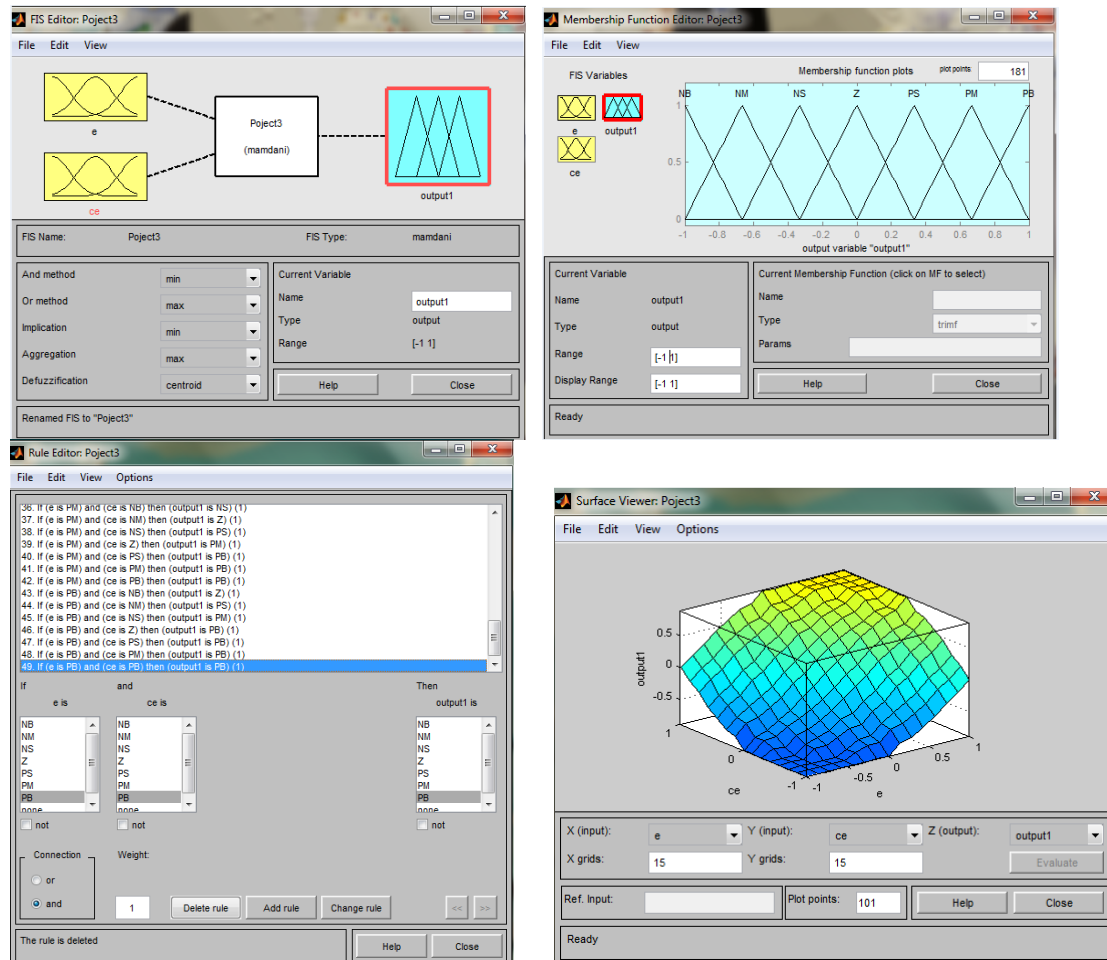 FIS Editor: Poject3
File Edit View
e
ce
Poject3
(mamdani)
output1
FIS Name: Poject3 FIS Type: mamdani
And method min
Or method max
Implication min
Aggregation max
Defuzzification centroid
Current Variable
Name output1
Type output
Range [-1 1]
Help Close
Renamed FIS to "Poject3"
Membership Function Editor: Poject3
File Edit View
FIS Variables
e output1
ce
Membership function plots plot points: 181
NB NM NS Z PS PM PB
1
0.5
0
-1 -0.8 -0.6 -0.4 -0.2 0 0.2 0.4 0.6 0.8 1
output variable "output1"
Current Variable
Name output1
Type output
Range [-1 1]
Display Range [-1 1]
Current Membership Function (click on MF to select)
Name
Type trimf
Params
Help Close
Ready
Rule Editor: Poject3
File Edit View Options
36. If (e is PM) and (ce is NB) then (output1 is NS) (1)
37. If (e is PM) and (ce is NM) then (output1 is Z) (1)
38. If (e is PM) and (ce is NS) then (output1 is PS) (1)
39. If (e is PM) and (ce is Z) then (output1 is PM) (1)
40. If (e is PM) and (ce is PS) then (output1 is PB) (1)
41. If (e is PM) and (ce is PM) then (output1 is PB) (1)
42. If (e is PM) and (ce is PB) then (output1 is PB) (1)
43. If (e is PB) and (ce is NB) then (output1 is Z) (1)
44. If (e is PB) and (ce is NM) then (output1 is PS) (1)
45. If (e is PB) and (ce is NS) then (output1 is PM) (1)
46. If (e is PB) and (ce is Z) then (output1 is PB) (1)
47. If (e is PB) and (ce is PS) then (output1 is PB) (1)
48. If (e is PB) and (ce is PM) then (output1 is PB) (1)
49. If (e is PB) and (ce is PB) then (output1 is PB) (1)
If and Then
e is ce is output1 is
NB NB NB
NM NM NM
NS NS NS
Z Z Z
PS PS PS
PM PM PM
PB PB PB
none none none
not not not
Connection Weight:
or
and 1 Delete rule Add rule Change rule << >>
The rule is deleted Help Close
Surface Viewer: Poject3
File Edit View Options
0.5
0
-0.5
output1
1
0
-1
ce
-1
-0.5
0
0.5
1
e
X (input): e Y (input): ce Z (output): output1
X grids: 15 Y grids: 15 Evaluate
Ref. Input: Plot points: 101 Help Close
Ready